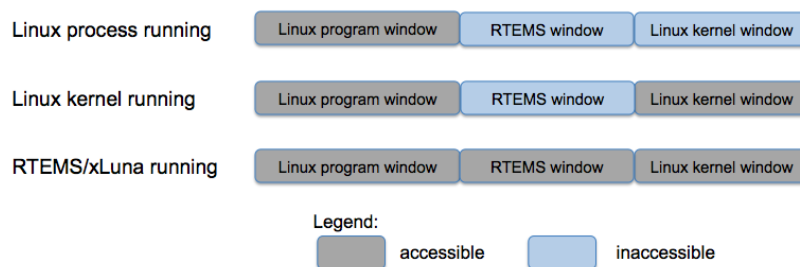 Linux process running Linux program window RTEMS window Linux kernel window
Linux kernel running Linux program window RTEMS window Linux kernel window
RTEMS/xLuna running Linux program window RTEMS window Linux kernel window
Legend:
accessible inaccessible